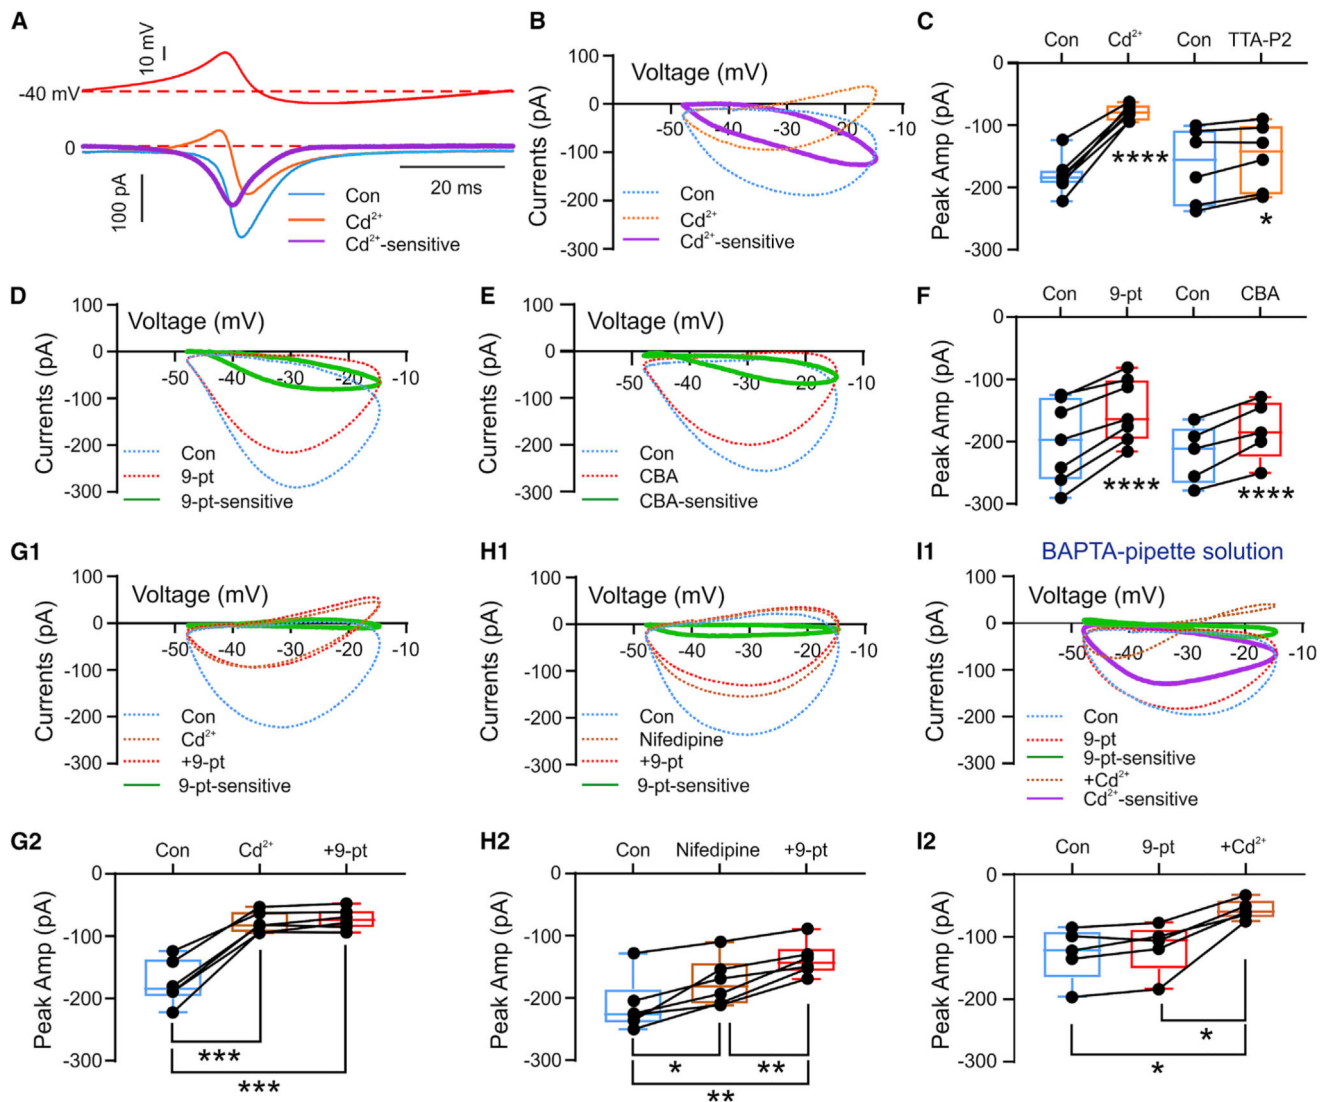 A
10 mV
-40 mV
0
100 pA
20 ms
Con
Cd²⁺
Cd²⁺-sensitive
B
Voltage (mV)
Currents (pA)
100
0
-100
-200
-300
-50 -40 -30 -20 -10
Con
Cd²⁺
Cd²⁺-sensitive
C
Con Cd²⁺ Con TTA-P2
Peak Amp (pA)
0
-100
-200
-300
****
*
D
Voltage (mV)
Currents (pA)
100
0
-100
-200
-300
-50 -40 -30 -20 -10
Con
9-pt
9-pt-sensitive
E
Voltage (mV)
Currents (pA)
100
0
-100
-200
-300
-50 -40 -30 -20 -10
Con
CBA
CBA-sensitive
F
Con 9-pt Con CBA
Peak Amp (pA)
0
-100
-200
-300
****
****
G1
Voltage (mV)
Currents (pA)
100
0
-100
-200
-300
-50 -40 -30 -20 -10
Con
Cd²⁺
+9-pt
9-pt-sensitive
H1
Voltage (mV)
Currents (pA)
100
0
-100
-200
-300
-50 -40 -30 -20 -10
Con
Nifedipine
+9-pt
9-pt-sensitive
I1
BAPTA-pipette solution
Voltage (mV)
Currents (pA)
100
0
-100
-200
-300
-50 -40 -30 -20 -10
Con
9-pt
9-pt-sensitive
+Cd²⁺
Cd²⁺-sensitive
G2
Con Cd²⁺ +9-pt
Peak Amp (pA)
0
-100
-200
-300
***
***
H2
Con Nifedipine +9-pt
Peak Amp (pA)
0
-100
-200
-300
* **
**
I2
Con 9-pt +Cd²⁺
Peak Amp (pA)
0
-100
-200
-300
*
*